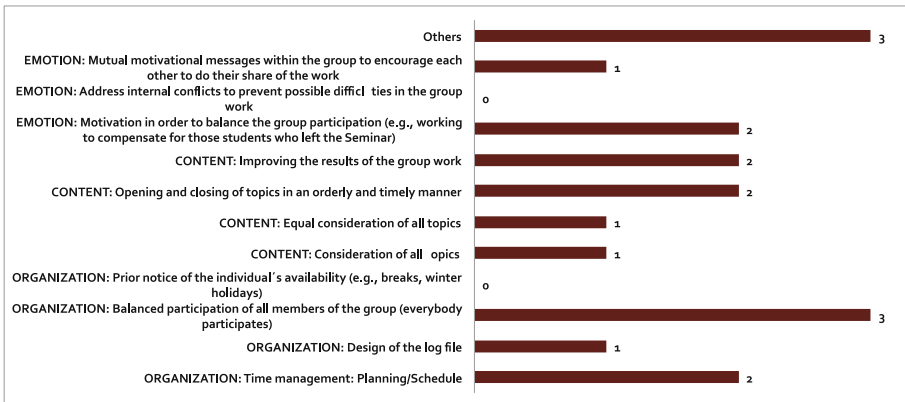 Others
3
EMOTION: Mutual motivational messages within the group to encourage each
other to do their share of the work
1
EMOTION: Address internal conflicts to prevent possible difficl ties in the group
work
0
EMOTION: Motivation in order to balance the group participation (e.g., working
to compensate for those students who left the Seminar)
2
CONTENT: Improving the results of the group work
2
CONTENT: Opening and closing of topics in an orderly and timely manner
2
CONTENT: Equal consideration of all topics
1
CONTENT: Consideration of all opics
1
ORGANIZATION: Prior notice of the individual´s availability (e.g., breaks, winter
holidays)
0
ORGANIZATION: Balanced participation of all members of the group (everybody
participates)
3
ORGANIZATION: Design of the log file
1
ORGANIZATION: Time management: Planning/Schedule
2